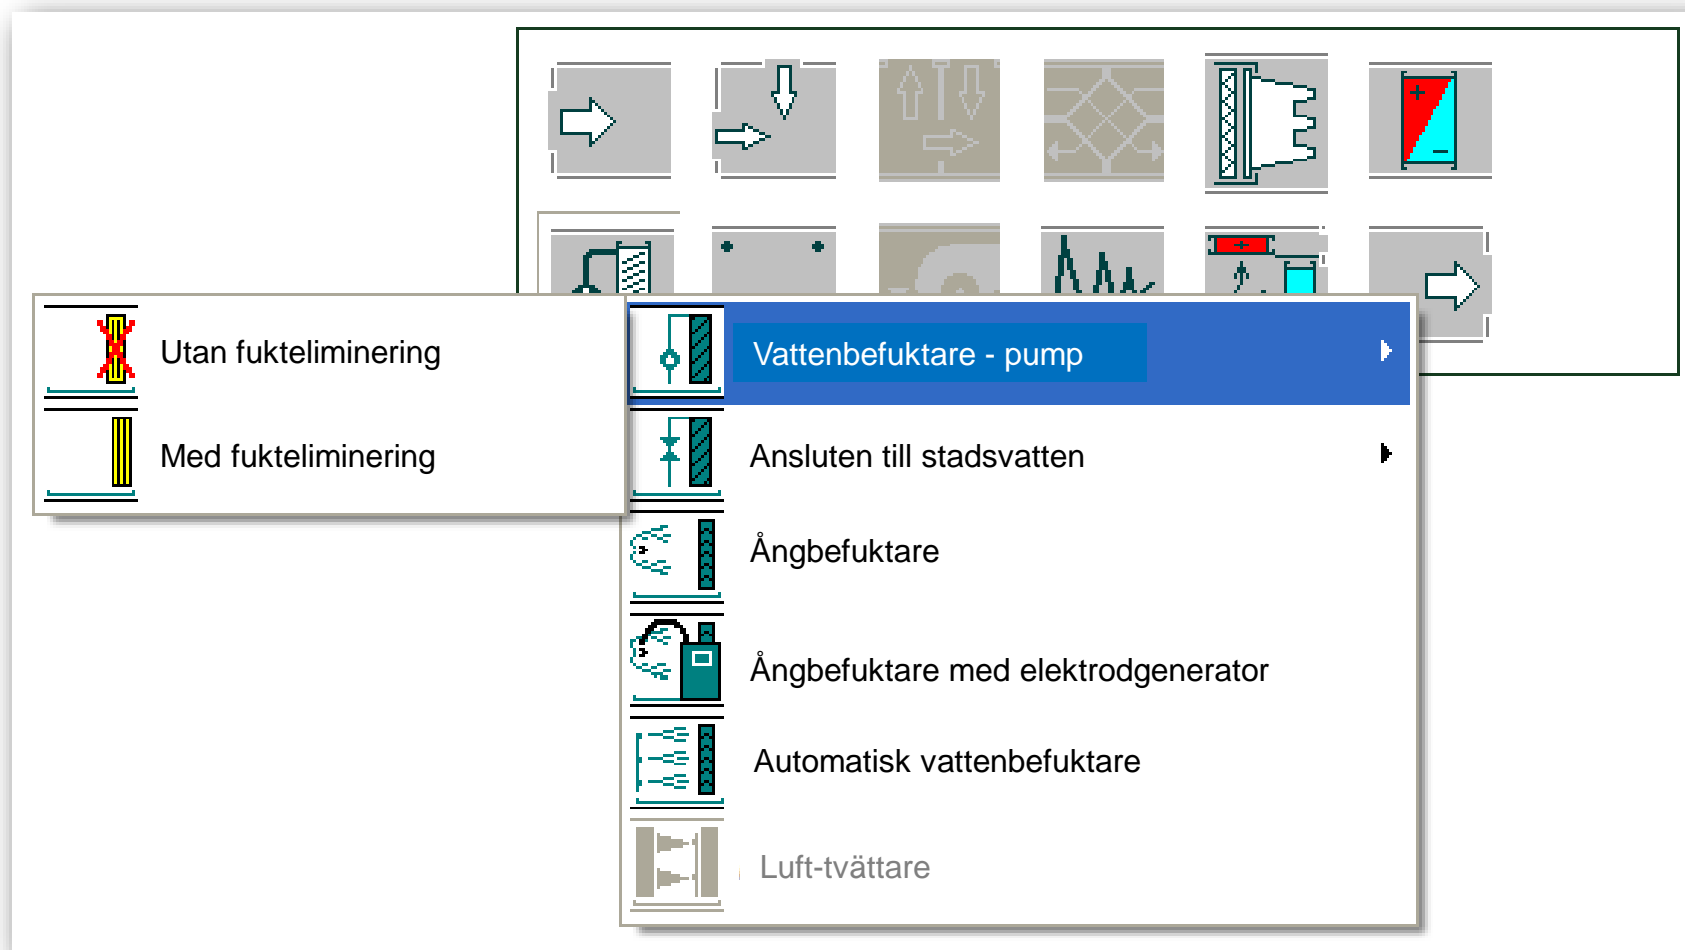 Utan fukteliminering
Med fukteliminering
Vattenbefuktare - pump
Ansluten till stadsvatten
Ångbefuktare
Ångbefuktare med elektrodgenerator
Automatisk vattenbefuktare
Luft-tvättare